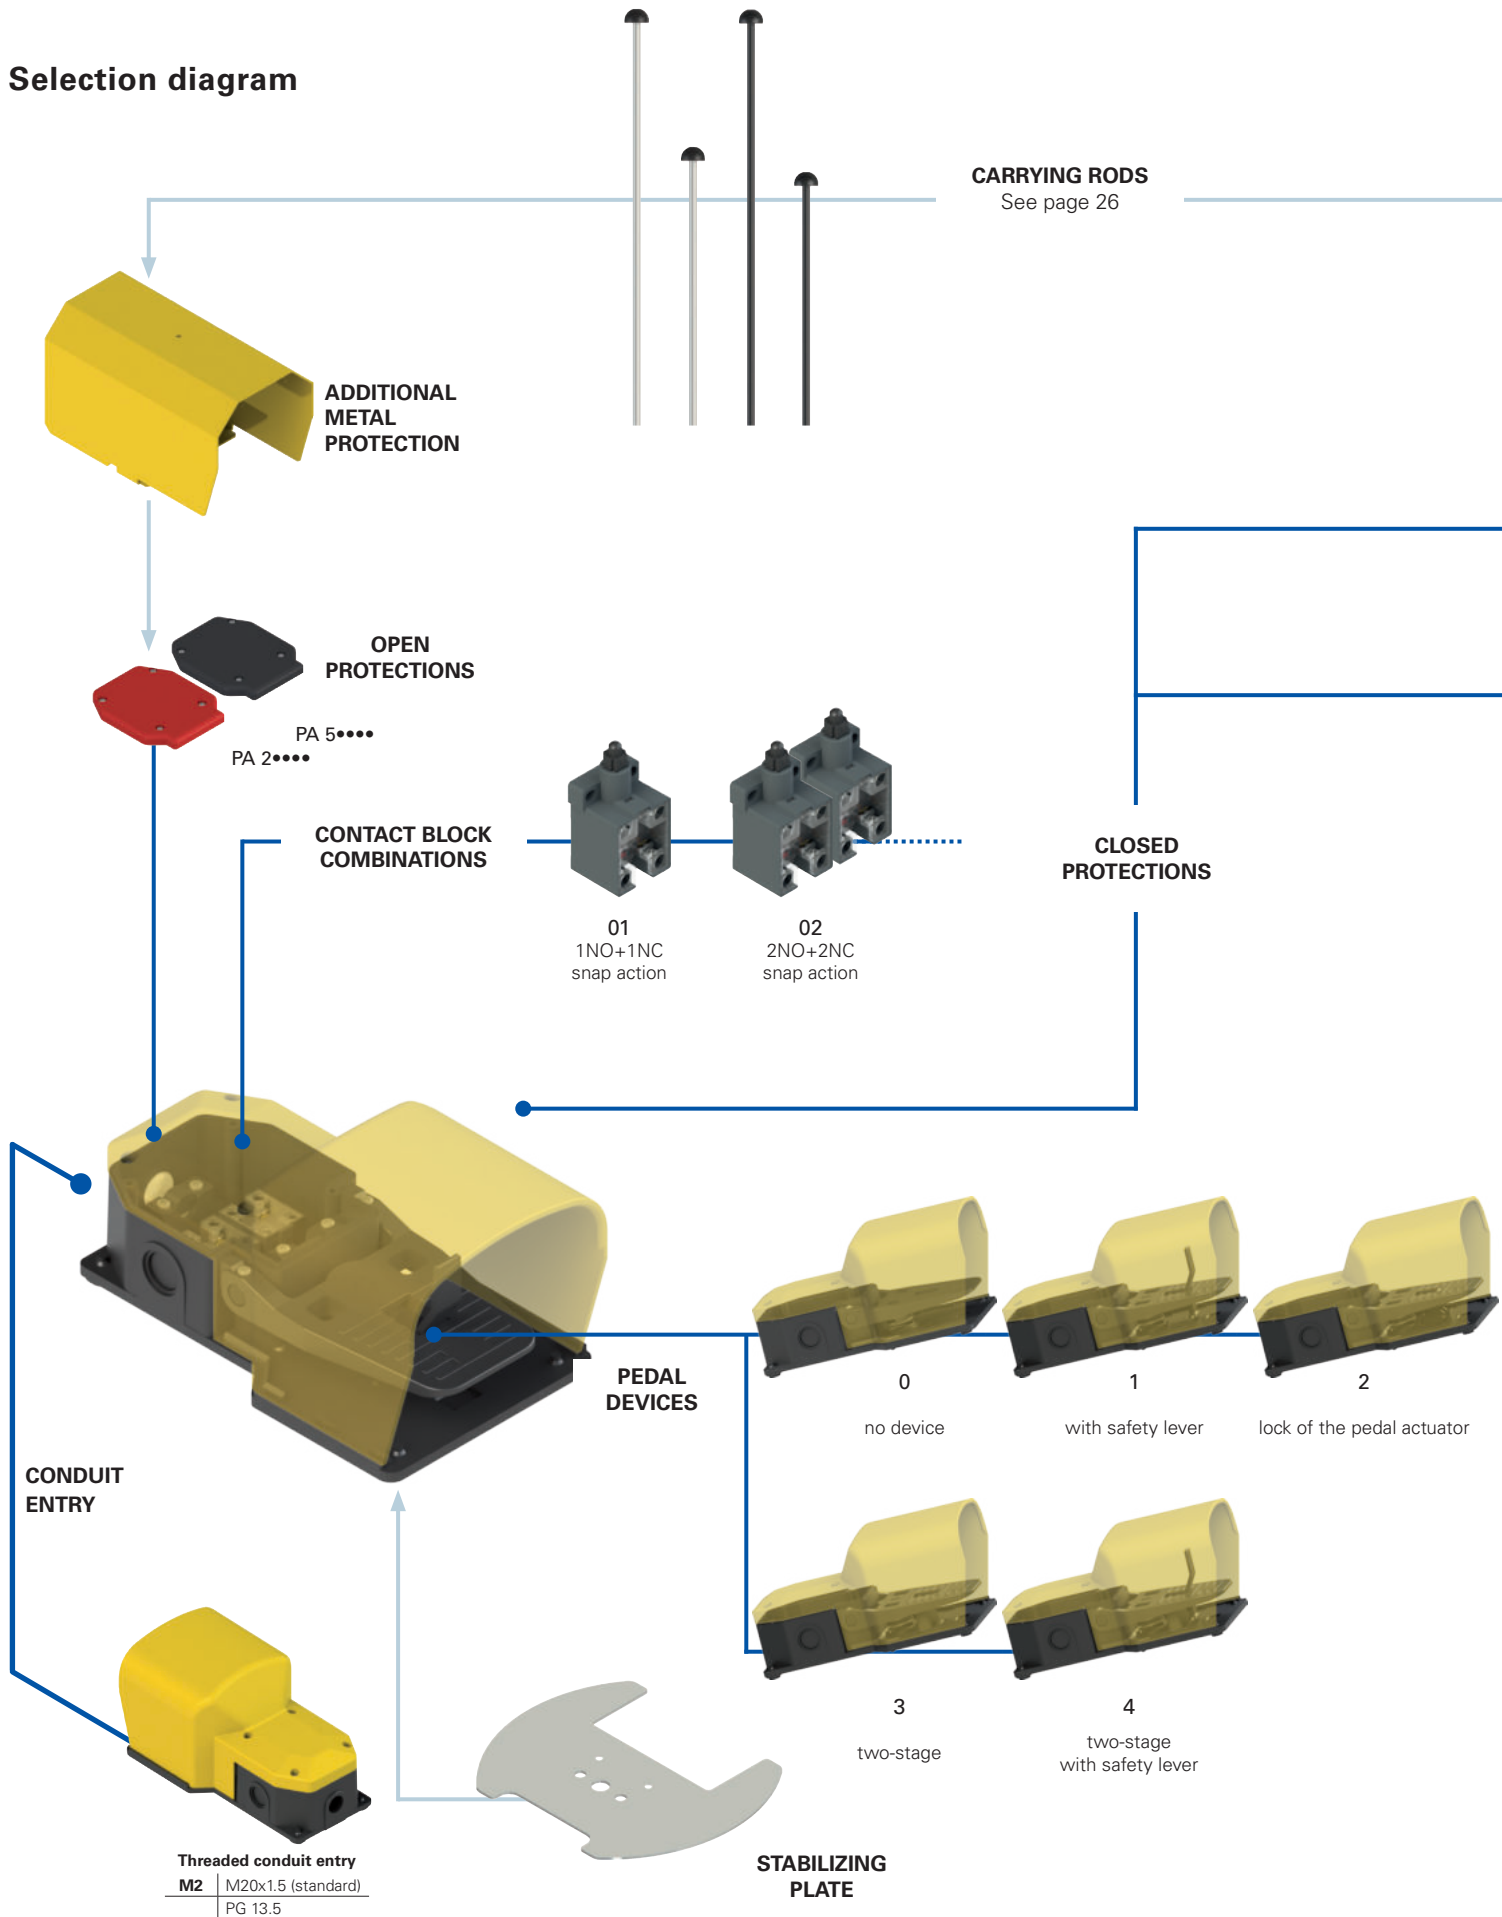 Selection diagram
CARRYING RODS
See page 26
ADDITIONAL
METAL
PROTECTION
OPEN
PROTECTIONS
PA 5••••
PA 2••••
CONTACT BLOCK
COMBINATIONS
01
1NO+1NC
snap action
02
2NO+2NC
snap action
CLOSED
PROTECTIONS
PEDAL
DEVICES
0
no device
1
with safety lever
2
lock of the pedal actuator
CONDUIT
ENTRY
3
two-stage
4
two-stage
with safety lever
STABILIZING
PLATE
Threaded conduit entry
M2 M20x1.5 (standard)
PG 13.5